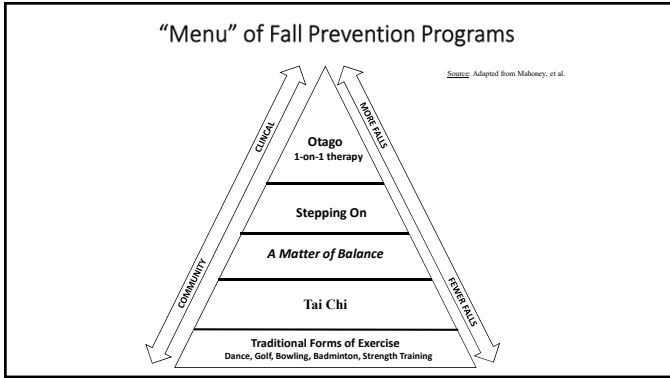 “Menu” of Fall Prevention Programs
Source: Adapted from Mahoney, et al.
CLINCAL
MORE FALLS
Otago
1-on-1 therapy
Stepping On
A Matter of Balance
COMMUNITY
FEWER FALLS
Tai Chi
Traditional Forms of Exercise
Dance, Golf, Bowling, Badminton, Strength Training